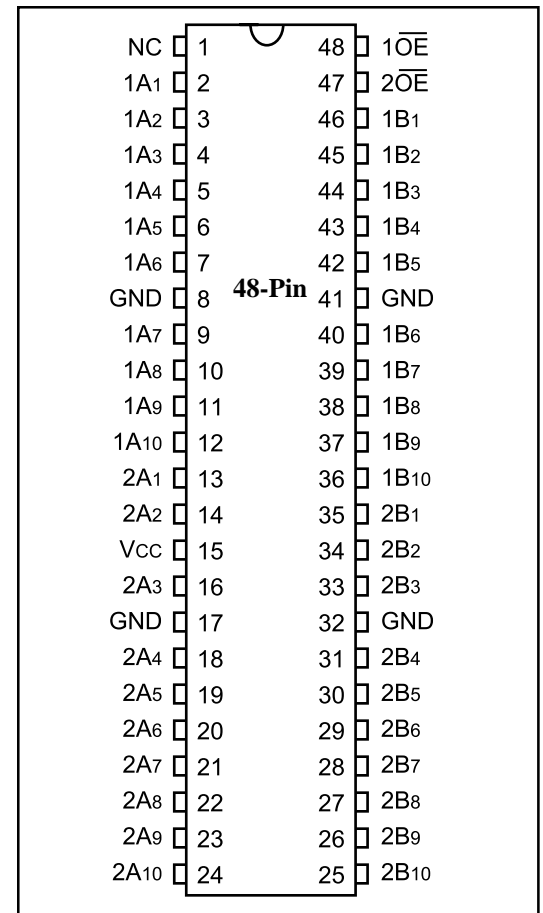 NC 1 48 1O̅E̅
1A1 2 47 2O̅E̅
1A2 3 46 1B1
1A3 4 45 1B2
1A4 5 44 1B3
1A5 6 43 1B4
1A6 7 42 1B5
GND 8 48-Pin 41 GND
1A7 9 40 1B6
1A8 10 39 1B7
1A9 11 38 1B8
1A10 12 37 1B9
2A1 13 36 1B10
2A2 14 35 2B1
VCC 15 34 2B2
2A3 16 33 2B3
GND 17 32 GND
2A4 18 31 2B4
2A5 19 30 2B5
2A6 20 29 2B6
2A7 21 28 2B7
2A8 22 27 2B8
2A9 23 26 2B9
2A10 24 25 2B10